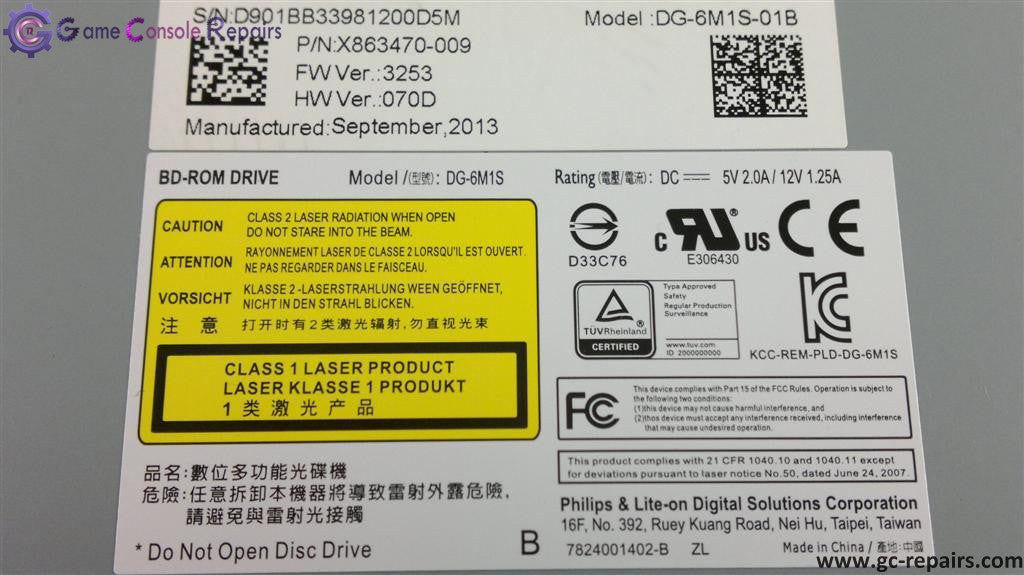 Game Console Repairs
S/N:D901BB33981200D5M
Model :DG-6M1S-01B
P/N:X863470-009
FW Ver.:3253
HW Ver.:070D
Manufactured:September,2013
BD-ROM DRIVE
Model /(型號): DG-6M1S
Rating(電壓/電流): DC 5V 2.0A / 12V 1.25A
CAUTION
CLASS 2 LASER RADIATION WHEN OPEN
DO NOT STARE INTO THE BEAM.
ATTENTION
RAYONNEMENT LASER DE CLASSE 2 LORSQU'IL EST OUVERT.
NE PAS REGARDER DANS LE FAISCEAU.
VORSICHT
KLASSE 2 -LASERSTRAHLUNG WEEN GEÖFFNET,
NICHT IN DEN STRAHL BLICKEN.
注 意
打开时有2类激光辐射,勿直视光束
CLASS 1 LASER PRODUCT
LASER KLASSE 1 PRODUKT
1 类 激 光 产 品
D33C76
c RU ® US
E306430
CE
TÜVRheinland
CERTIFIED
Type Approved
Safety
Regular Production
Surveillance
www.tuv.com
ID 2000000000
KCC-REM-PLD-DG-6M1S
FC
This device complies with Part 15 of the FCC Rules. Operation is subject to
the following two conditions:
(1)this device may not cause harmful interference, and
(2)thos device must accept any interference received, including interference
that may cause undesired operation.
This product complies with 21 CFR 1040.10 and 1040.11 except
for deviations pursuant to laser notice No.50, dated June 24, 2007.
品名:數位多功能光碟機
危險:任意拆卸本機器將導致雷射外露危險,
請避免與雷射光接觸
* Do Not Open Disc Drive
B
Philips & Lite-on Digital Solutions Corporation
16F, No. 392, Ruey Kuang Road, Nei Hu, Taipei, Taiwan
7824001402-B ZL
Made in China / 產地:中國
www.gc-repairs.com